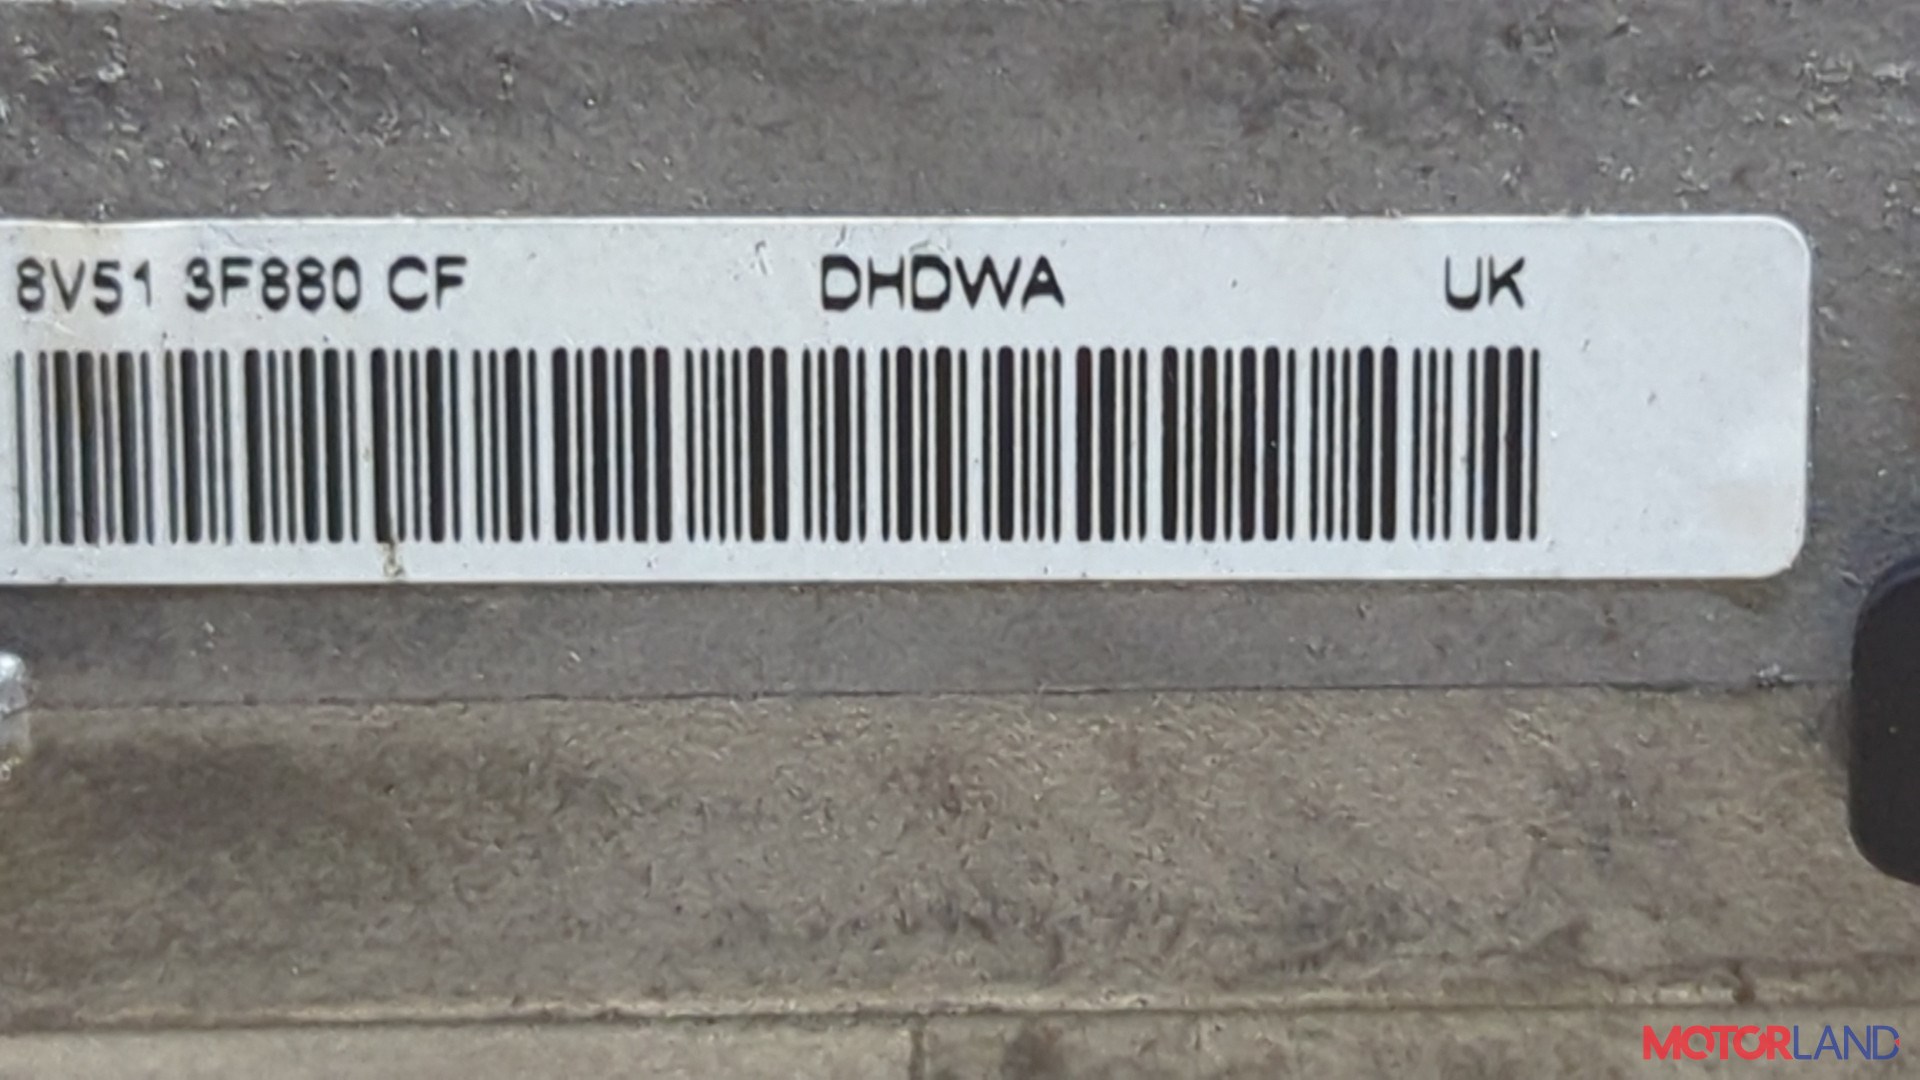 8V51 3F880 CF DHDWA UK
MOTORLAND